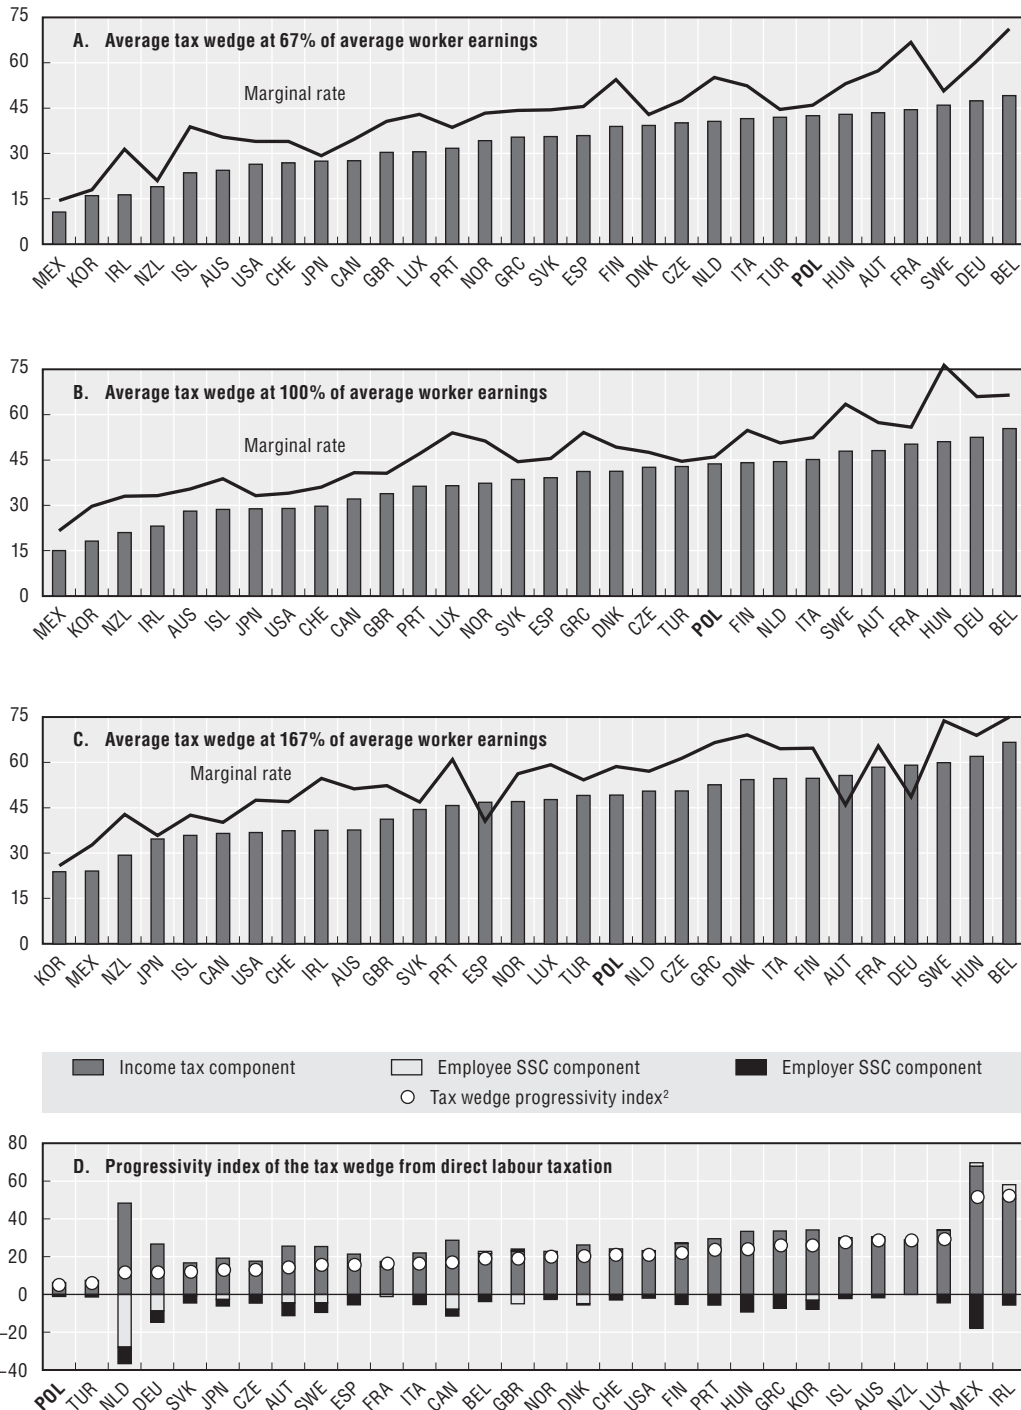 75
A. Average tax wedge at 67% of average worker earnings
60
Marginal rate
45
30
15
0
MEX KOR IRL NZL ISL AUS USA CHE JPN CAN GBR LUX PRT NOR GRC SVK ESP FIN DNK CZE NLD ITA TUR POL HUN AUT FRA SWE DEU BEL
75
B. Average tax wedge at 100% of average worker earnings
60
Marginal rate
45
30
15
0
MEX KOR NZL IRL AUS ISL JPN USA CHE CAN GBR PRT LUX NOR SVK ESP GRC DNK CZE TUR POL FIN NLD ITA SWE AUT FRA HUN DEU BEL
75
C. Average tax wedge at 167% of average worker earnings
60
Marginal rate
45
30
15
0
KOR MEX NZL JPN ISL CAN USA CHE IRL AUS GBR SVK PRT ESP NOR LUX TUR POL NLD CZE GRC DNK ITA FIN AUT FRA DEU SWE HUN BEL
Income tax component Employee SSC component Employer SSC component
Tax wedge progressivity index²
80
D. Progressivity index of the tax wedge from direct labour taxation
60
40
20
0
–20
–40
POL TUR NLD DEU SVK JPN CZE AUT SWE ESP FRA ITA CAN BEL GBR NOR DNK CHE USA FIN PRT HUN GRC KOR ISL AUS NZL LUX MEX IRL